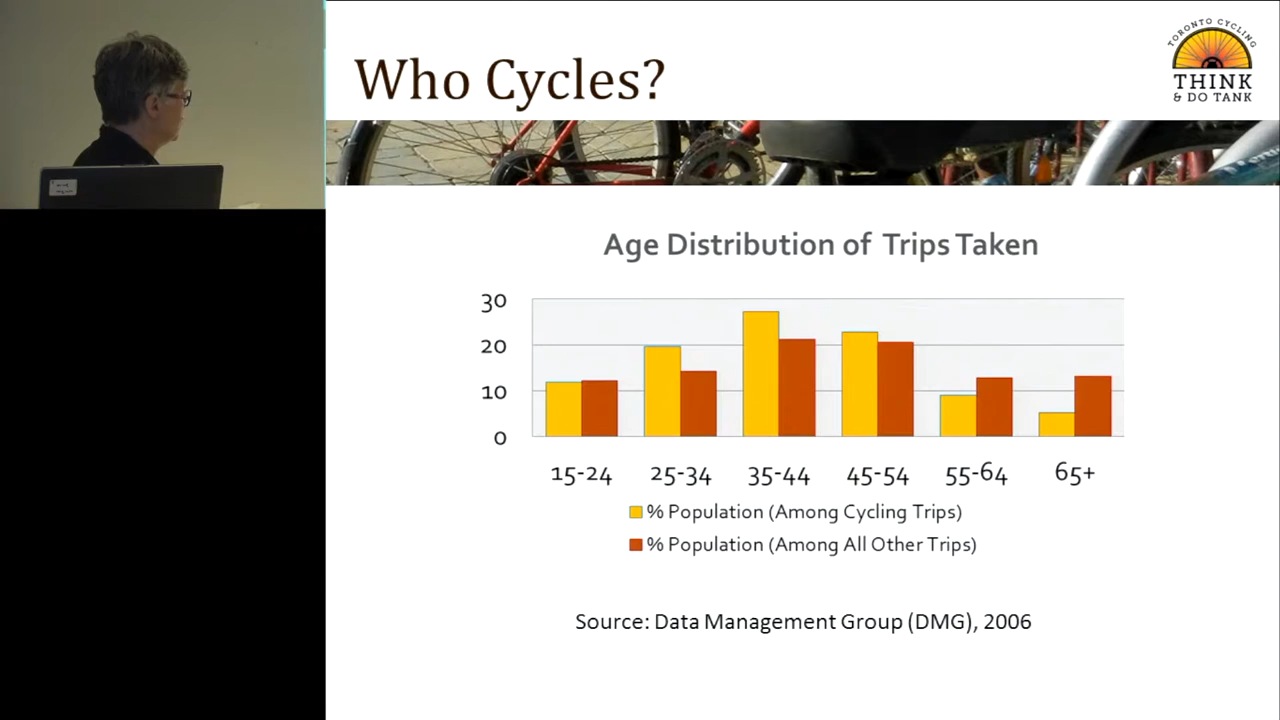 Who Cycles?
TORONTO CYCLING
THINK
& DO TANK
Age Distribution of Trips Taken
30
20
10
0
15-24 25-34 35-44 45-54 55-64 65+
% Population (Among Cycling Trips)
% Population (Among All Other Trips)
Source: Data Management Group (DMG), 2006